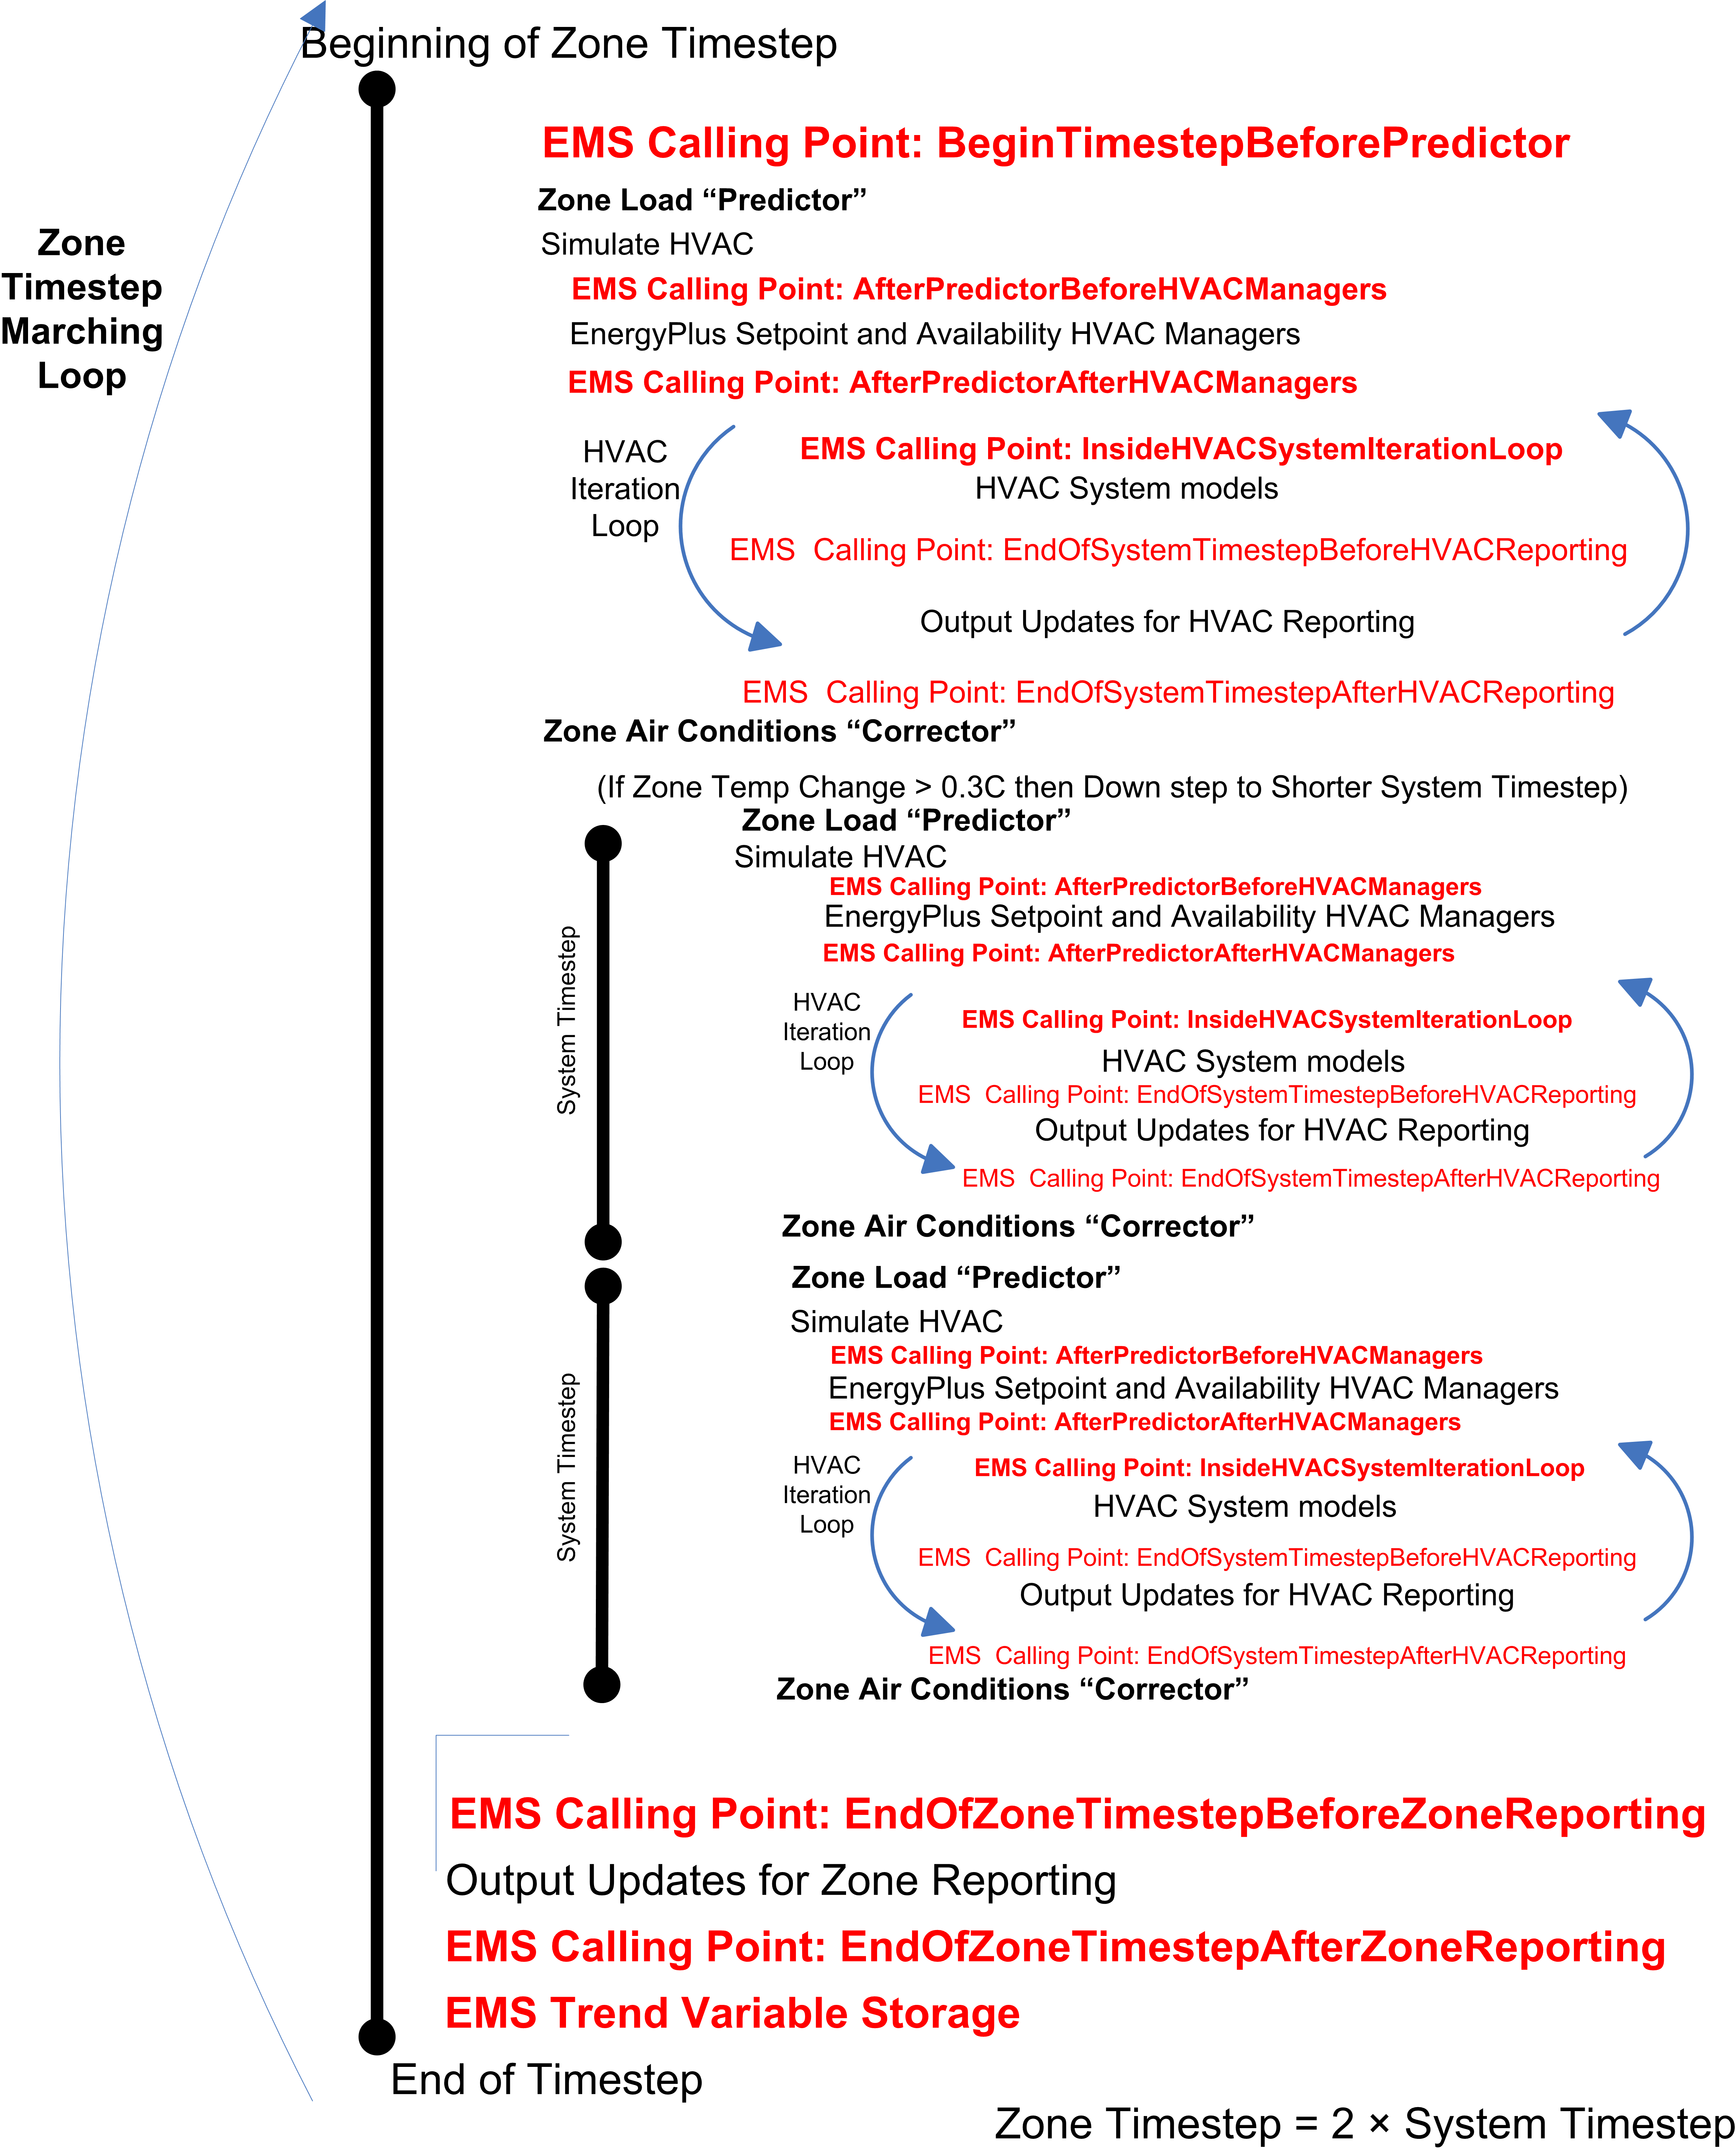 Beginning of Zone Timestep
EMS Calling Point: BeginTimestepBeforePredictor
Zone Load “Predictor”
Simulate HVAC
Zone
Timestep
Marching
Loop
EMS Calling Point: AfterPredictorBeforeHVACManagers
EnergyPlus Setpoint and Availability HVAC Managers
EMS Calling Point: AfterPredictorAfterHVACManagers
HVAC
Iteration
Loop
EMS Calling Point: InsideHVACSystemIterationLoop
HVAC System models
EMS  Calling Point: EndOfSystemTimestepBeforeHVACReporting
Output Updates for HVAC Reporting
EMS  Calling Point: EndOfSystemTimestepAfterHVACReporting
Zone Air Conditions “Corrector”
(If Zone Temp Change > 0.3C then Down step to Shorter System Timestep)
Zone Load “Predictor”
Simulate HVAC
EMS Calling Point: AfterPredictorBeforeHVACManagers
EnergyPlus Setpoint and Availability HVAC Managers
EMS Calling Point: AfterPredictorAfterHVACManagers
System Timestep
HVAC
Iteration
Loop
EMS Calling Point: InsideHVACSystemIterationLoop
HVAC System models
EMS  Calling Point: EndOfSystemTimestepBeforeHVACReporting
Output Updates for HVAC Reporting
EMS  Calling Point: EndOfSystemTimestepAfterHVACReporting
Zone Air Conditions “Corrector”
Zone Load “Predictor”
Simulate HVAC
EMS Calling Point: AfterPredictorBeforeHVACManagers
EnergyPlus Setpoint and Availability HVAC Managers
EMS Calling Point: AfterPredictorAfterHVACManagers
System Timestep
HVAC
Iteration
Loop
EMS Calling Point: InsideHVACSystemIterationLoop
HVAC System models
EMS  Calling Point: EndOfSystemTimestepBeforeHVACReporting
Output Updates for HVAC Reporting
EMS  Calling Point: EndOfSystemTimestepAfterHVACReporting
Zone Air Conditions “Corrector”
EMS Calling Point: EndOfZoneTimestepBeforeZoneReporting
Output Updates for Zone Reporting
EMS Calling Point: EndOfZoneTimestepAfterZoneReporting
EMS Trend Variable Storage
End of Timestep
Zone Timestep = 2 × System Timestep